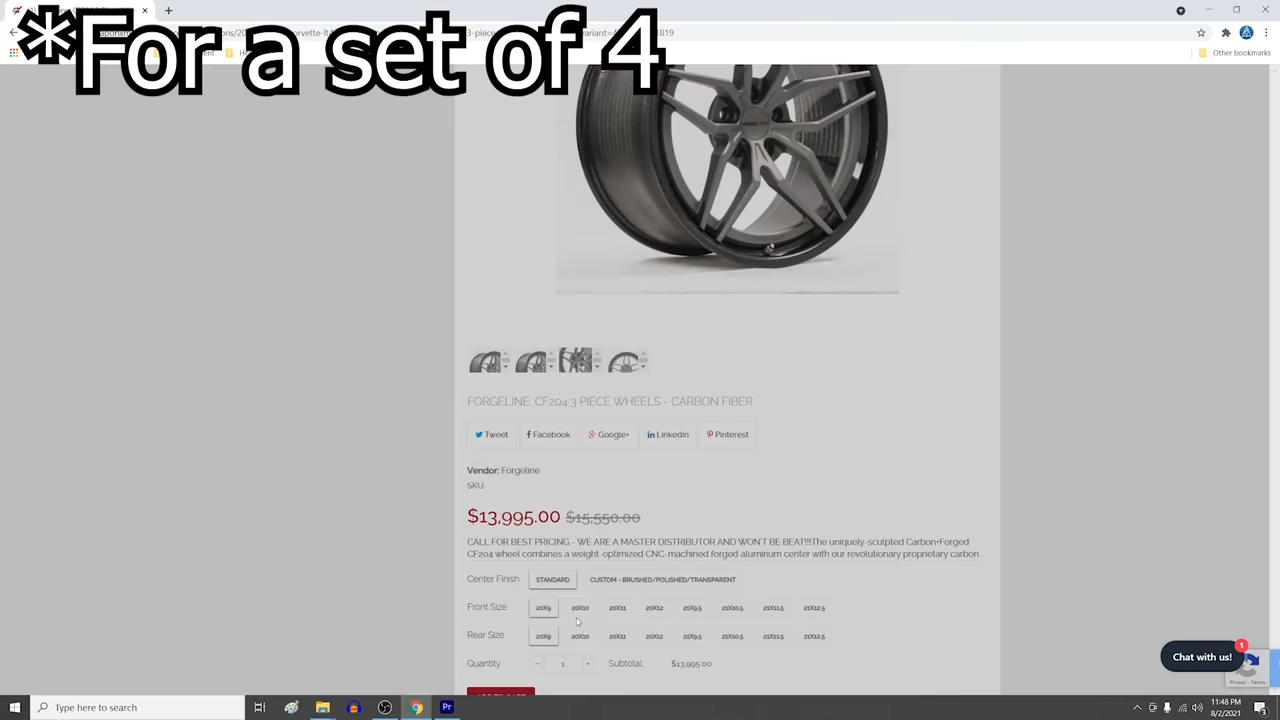 *For a set of 4
Other bookmarks
FORGELINE: CF204 3 PIECE WHEELS - CARBON FIBER
Tweet
Facebook
Google+
Linkedin
Pinterest
Vendor: Forgeline
SKU:
$13,995.00 $15,550.00
CALL FOR BEST PRICING - WE ARE A MASTER DISTRIBUTOR AND WON'T BE BEAT!!!The uniquely-sculpted Carbon+Forged
CF204 wheel combines a weight-optimized CNC-machined forged aluminum center with our revolutionary proprietary carbon...
Center Finish STANDARD CUSTOM - BRUSHED/POLISHED/TRANSPARENT
Front Size 20X9 20X10 20X11 20X12 21X9.5 21X10.5 21X11.5 21X12.5
Rear Size 20X9 20X10 20X11 20X12 21X9.5 21X10.5 21X11.5 21X12.5
Quantity − 1 + Subtotal $13,995.00
Chat with us!
1
Privacy - Terms
Type here to search
Pr
11:48 PM
8/2/2021